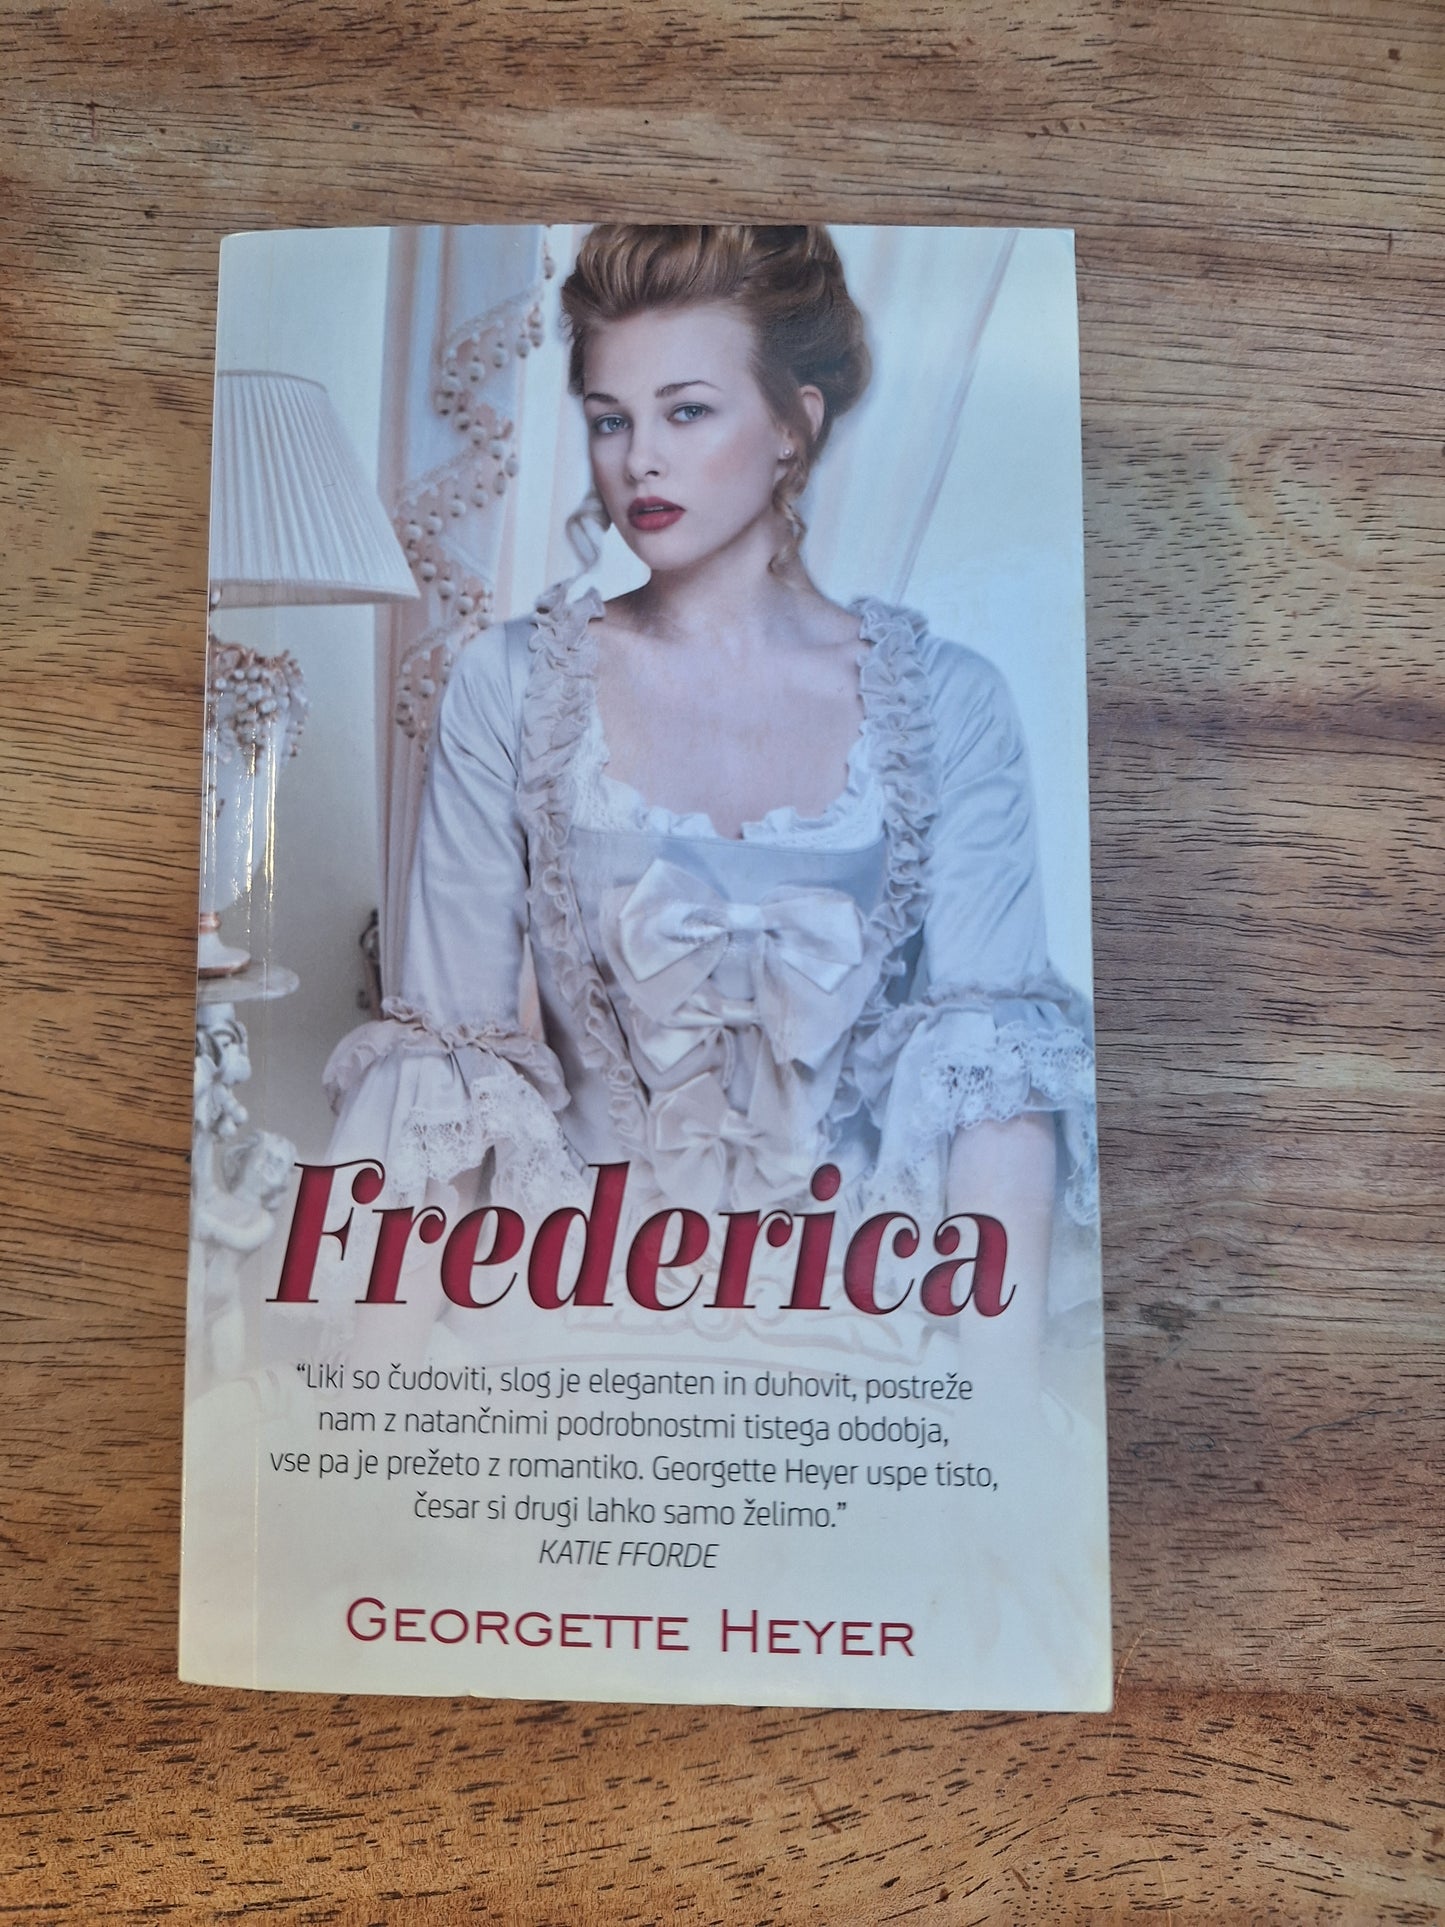 Frederica
“Liki so čudoviti, slog je eleganten in duhovit, postreže
nam z natančnimi podrobnostmi tistega obdobja,
vse pa je prežeto z romantiko. Georgette Heyer uspe tisto,
česar si drugi lahko samo želimo.”
KATIE FFORDE
GEORGETTE HEYER